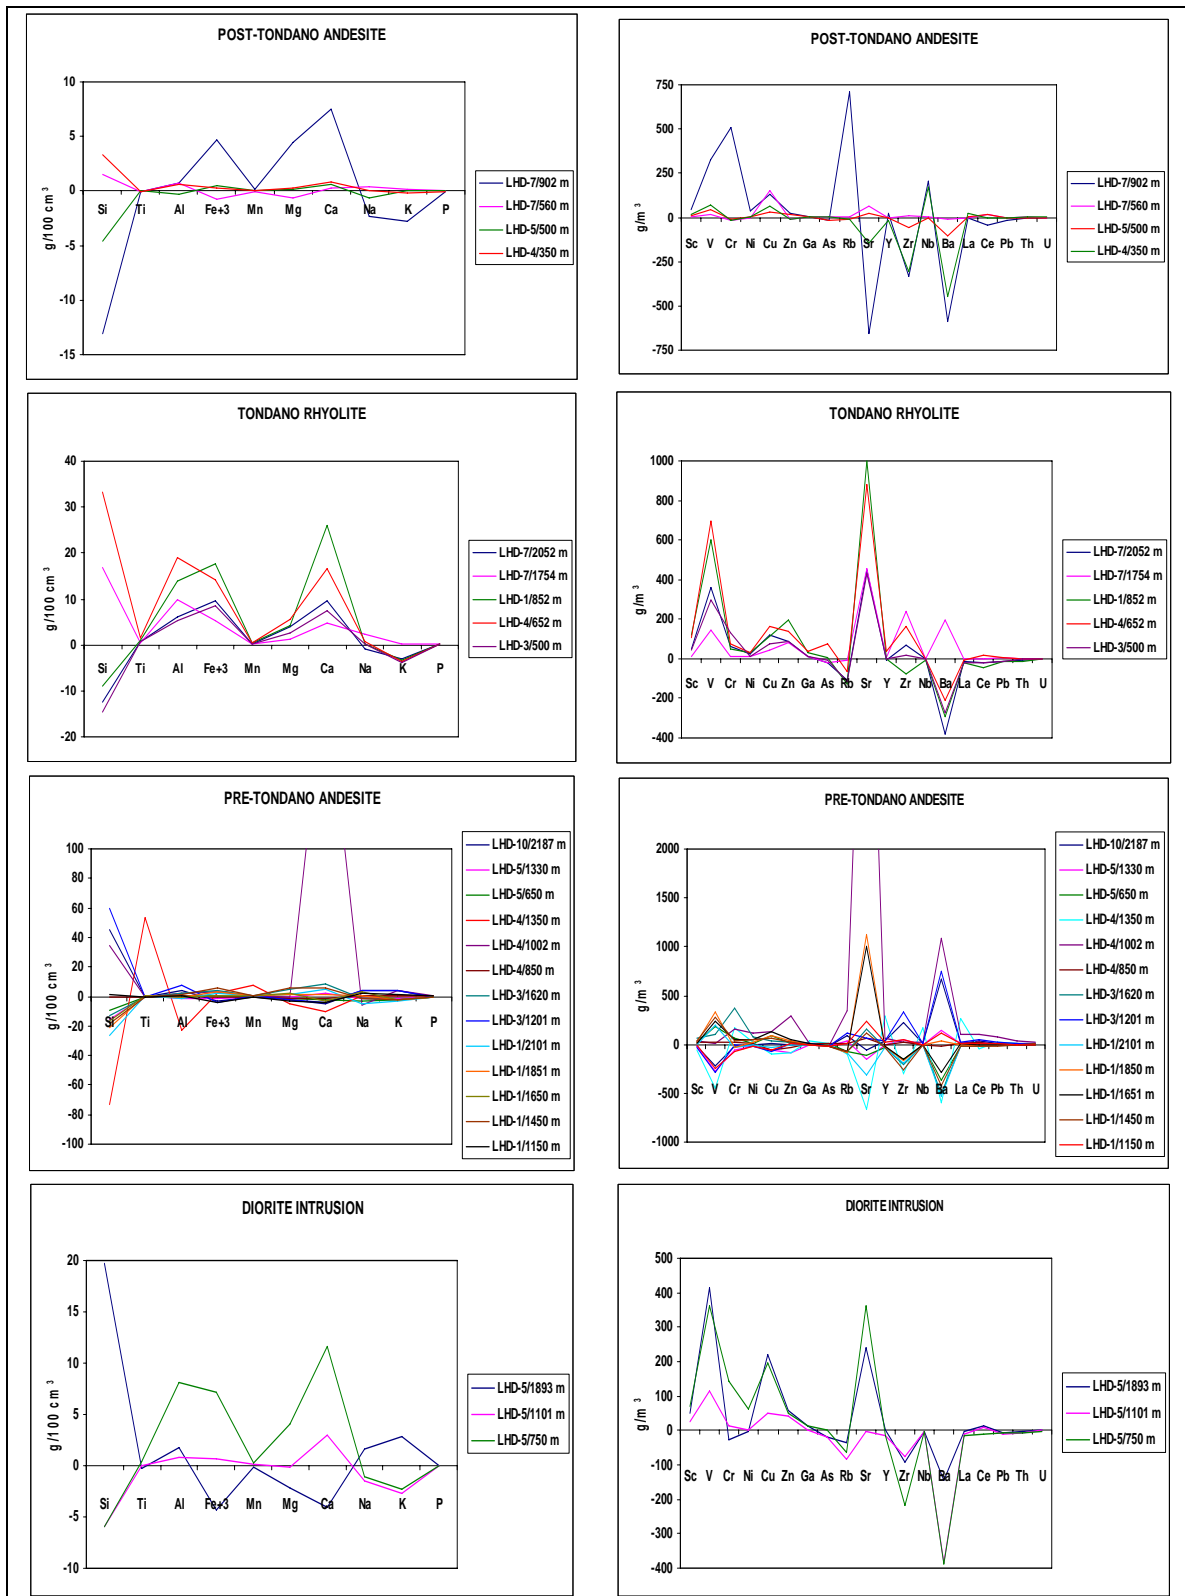 POST-TONDANO ANDESITE
10
5
0
-5
-10
-15
g/100 cm³
Si Ti Al Fe+3 Mn Mg Ca Na K P
LHD-7/902 m
LHD-7/560 m
LHD-5/500 m
LHD-4/350 m
POST-TONDANO ANDESITE
750
500
250
0
-250
-500
-750
g/m³
Sc V Cr Ni Cu Zn Ga As Rb Sr Y Zr Nb Ba La Ce Pb Th U
LHD-7/902 m
LHD-7/560 m
LHD-5/500 m
LHD-4/350 m
TONDANO RHYOLITE
40
30
20
10
0
-10
-20
g/100 cm³
Si Ti Al Fe+3 Mn Mg Ca Na K P
LHD-7/2052 m
LHD-7/1754 m
LHD-1/852 m
LHD-4/652 m
LHD-3/500 m
TONDANO RHYOLITE
1000
800
600
400
200
0
-200
-400
g/m³
Sc V Cr Ni Cu Zn Ga As Rb Sr Y Zr Nb Ba La Ce Pb Th U
LHD-7/2052 m
LHD-7/1754 m
LHD-1/852 m
LHD-4/652 m
LHD-3/500 m
PRE-TONDANO ANDESITE
100
80
60
40
20
0
-20
-40
-60
-80
-100
g/100 cm³
Si Ti Al Fe+3 Mn Mg Ca Na K P
LHD-10/2187 m
LHD-5/1330 m
LHD-5/650 m
LHD-4/1350 m
LHD-4/1002 m
LHD-4/850 m
LHD-3/1620 m
LHD-3/1201 m
LHD-1/2101 m
LHD-1/1851 m
LHD-1/1650 m
LHD-1/1450 m
LHD-1/1150 m
PRE-TONDANO ANDESITE
2000
1500
1000
500
0
-500
-1000
g/m³
Sc V Cr Ni Cu Zn Ga As Rb Sr Y Zr Nb Ba La Ce Pb Th U
LHD-10/2187 m
LHD-5/1330 m
LHD-5/650 m
LHD-4/1350 m
LHD-4/1002 m
LHD-4/850 m
LHD-3/1620 m
LHD-3/1201 m
LHD-1/2101 m
LHD-1/1850 m
LHD-1/1651 m
LHD-1/1450 m
LHD-1/1150 m
DIORITE INTRUSION
20
15
10
5
0
-5
-10
g/100 cm³
Si Ti Al Fe+3 Mn Mg Ca Na K P
LHD-5/1893 m
LHD-5/1101 m
LHD-5/750 m
DIORITE INTRUSION
500
400
300
200
100
0
-100
-200
-300
-400
g/m³
Sc V Cr Ni Cu Zn Ga As Rb Sr Y Zr Nb Ba La Ce Pb Th U
LHD-5/1893 m
LHD-5/1101 m
LHD-5/750 m